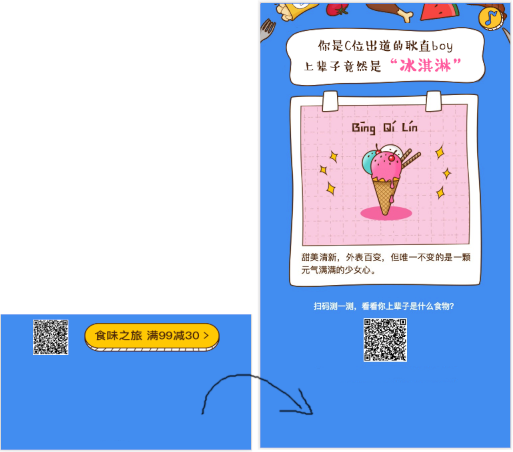 你是C位出道的耿直boy
上辈子竟然是“冰淇淋”
Bīng Qí Lín
甜美清新，外表百变，但唯一不变的是一颗
元气满满的少女心。
扫码测一测，看看你上辈子是什么食物？
食味之旅 满99减30 >